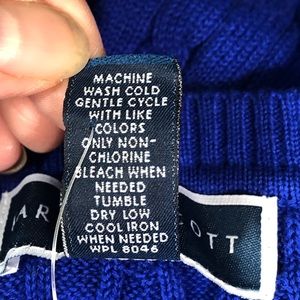 MACHINE
WASH COLD
GENTLE CYCLE
WITH LIKE
COLORS
ONLY NON-
CHLORINE
BLEACH WHEN
NEEDED
TUMBLE
DRY LOW
COOL IRON
WHEN NEEDED
WPL 8046